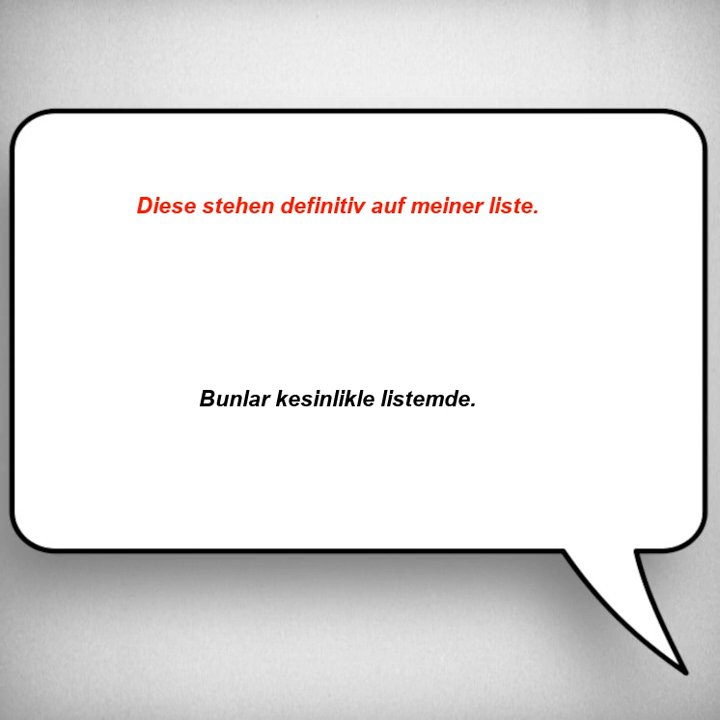 Diese stehen definitiv auf meiner liste.
Bunlar kesinlikle listemde.